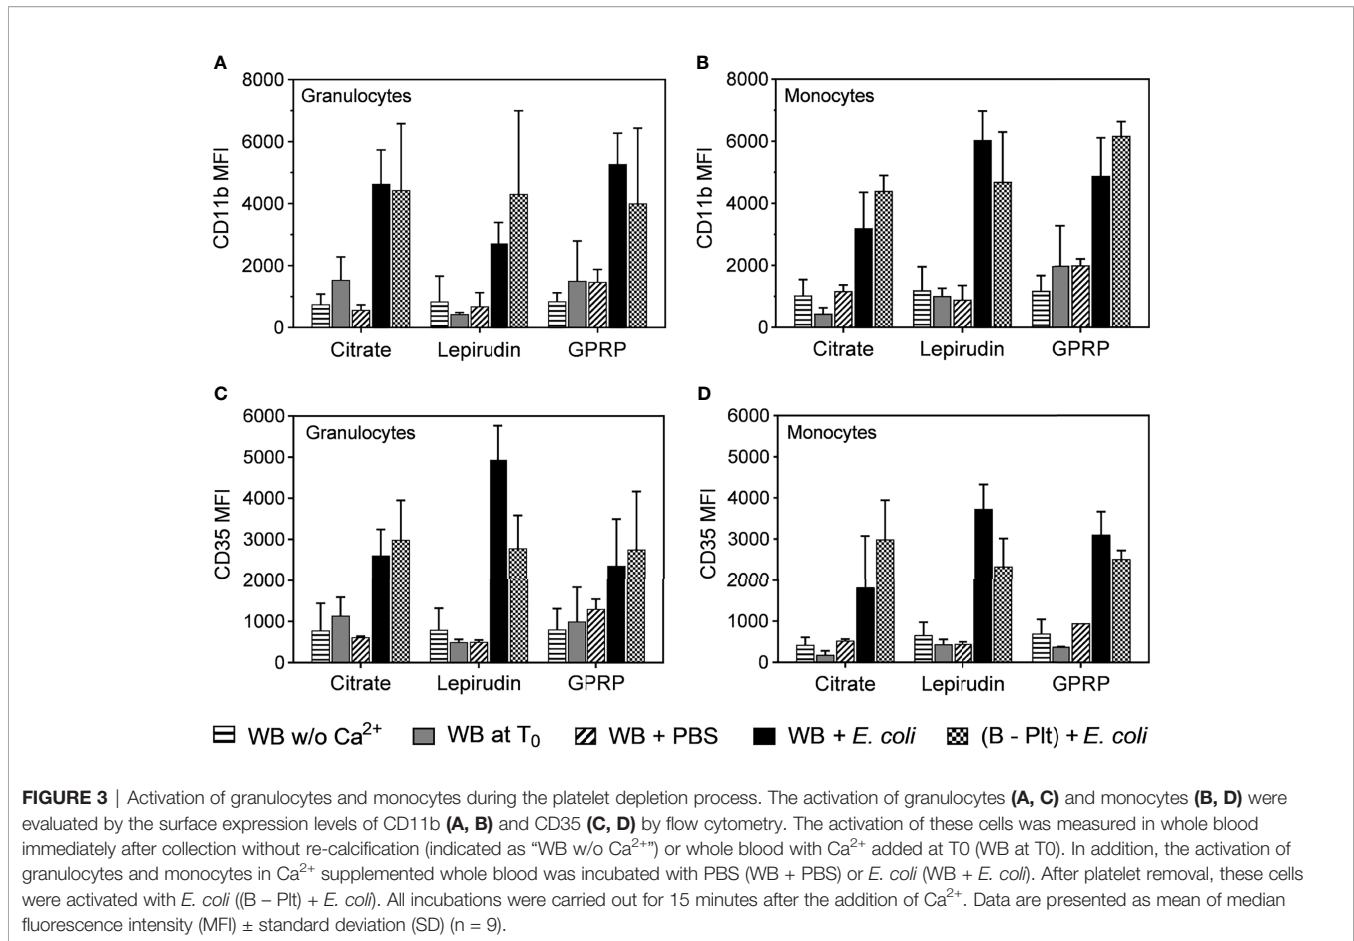 A
8000
6000
4000
2000
0
CD11b MFI
Granulocytes
Citrate Lepirudin GPRP
B
8000
6000
4000
2000
0
CD11b MFI
Monocytes
Citrate Lepirudin GPRP
C
6000
5000
4000
3000
2000
1000
0
CD35 MFI
Granulocytes
Citrate Lepirudin GPRP
D
6000
5000
4000
3000
2000
1000
0
CD35 MFI
Monocytes
Citrate Lepirudin GPRP
WB w/o Ca²⁺ WB at T₀ WB + PBS WB + E. coli (B - Plt) + E. coli
FIGURE 3 | Activation of granulocytes and monocytes during the platelet depletion process. The activation of granulocytes (A, C) and monocytes (B, D) were
evaluated by the surface expression levels of CD11b (A, B) and CD35 (C, D) by flow cytometry. The activation of these cells was measured in whole blood
immediately after collection without re-calcification (indicated as “WB w/o Ca²⁺”) or whole blood with Ca²⁺ added at T0 (WB at T0). In addition, the activation of
granulocytes and monocytes in Ca²⁺ supplemented whole blood was incubated with PBS (WB + PBS) or E. coli (WB + E. coli). After platelet removal, these cells
were activated with E. coli ((B – Plt) + E. coli). All incubations were carried out for 15 minutes after the addition of Ca²⁺. Data are presented as mean of median
fluorescence intensity (MFI) ± standard deviation (SD) (n = 9).